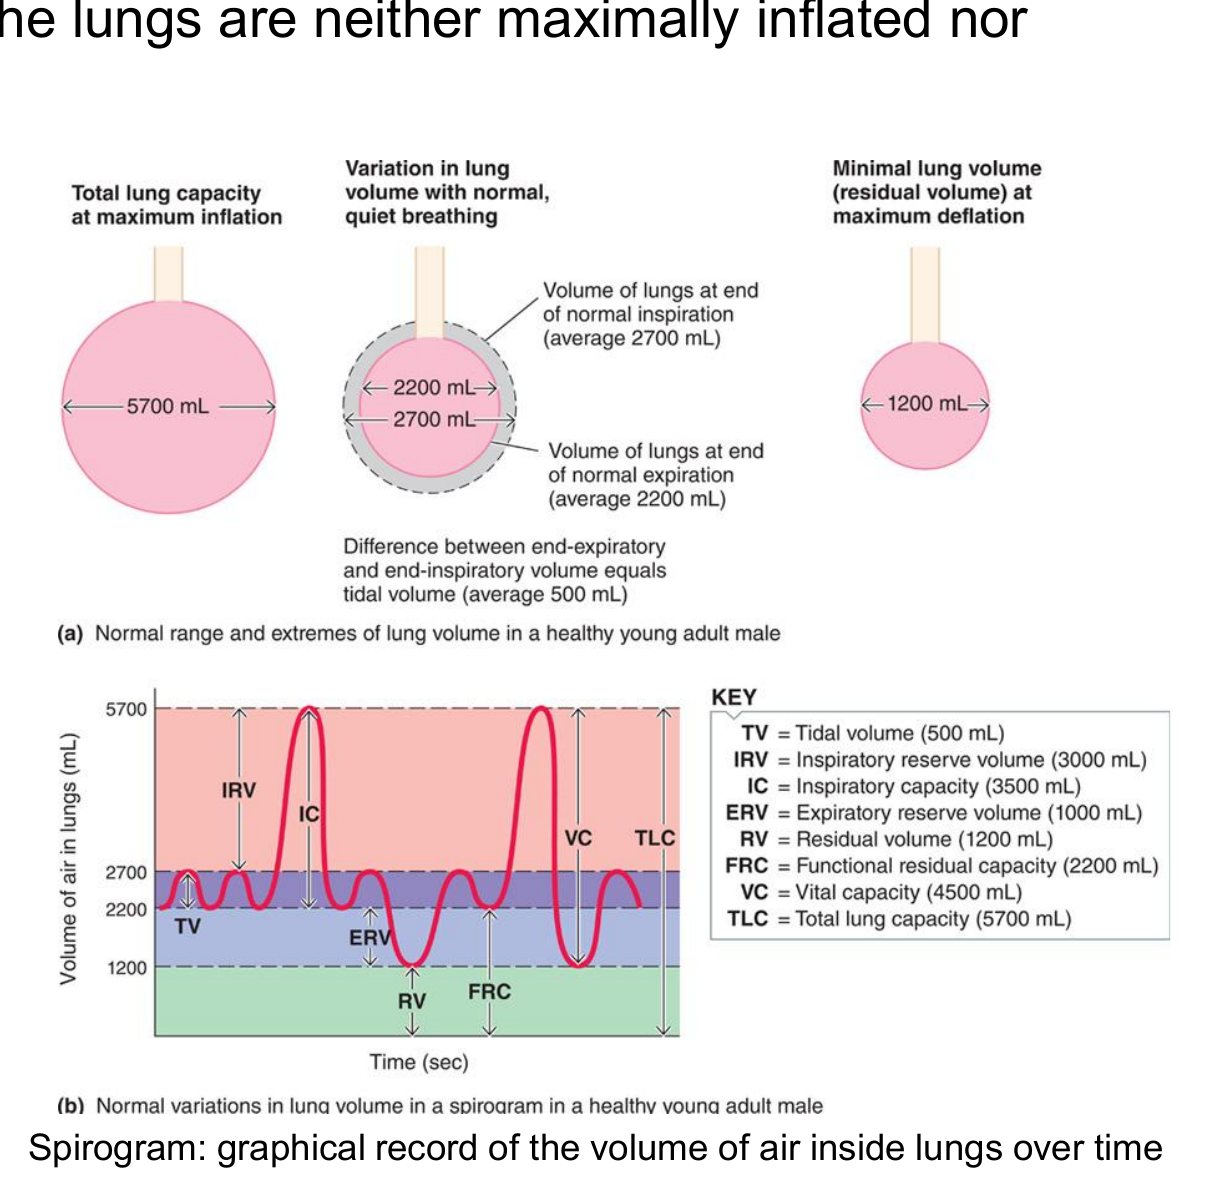 he lungs are neither maximally inflated nor
Total lung capacity
at maximum inflation
Variation in lung
volume with normal,
quiet breathing
Minimal lung volume
(residual volume) at
maximum deflation
Volume of lungs at end
of normal inspiration
(average 2700 mL)
5700 mL
2200 mL
2700 mL
1200 mL
Volume of lungs at end
of normal expiration
(average 2200 mL)
Difference between end-expiratory
and end-inspiratory volume equals
tidal volume (average 500 mL)
(a) Normal range and extremes of lung volume in a healthy young adult male
Volume of air in lungs (mL)
5700
2700
2200
1200
IRV
IC
VC
TLC
TV
ERV
RV
FRC
Time (sec)
KEY
TV = Tidal volume (500 mL)
IRV = Inspiratory reserve volume (3000 mL)
IC = Inspiratory capacity (3500 mL)
ERV = Expiratory reserve volume (1000 mL)
RV = Residual volume (1200 mL)
FRC = Functional residual capacity (2200 mL)
VC = Vital capacity (4500 mL)
TLC = Total lung capacity (5700 mL)
(b) Normal variations in lung volume in a spirogram in a healthy young adult male
Spirogram: graphical record of the volume of air inside lungs over time